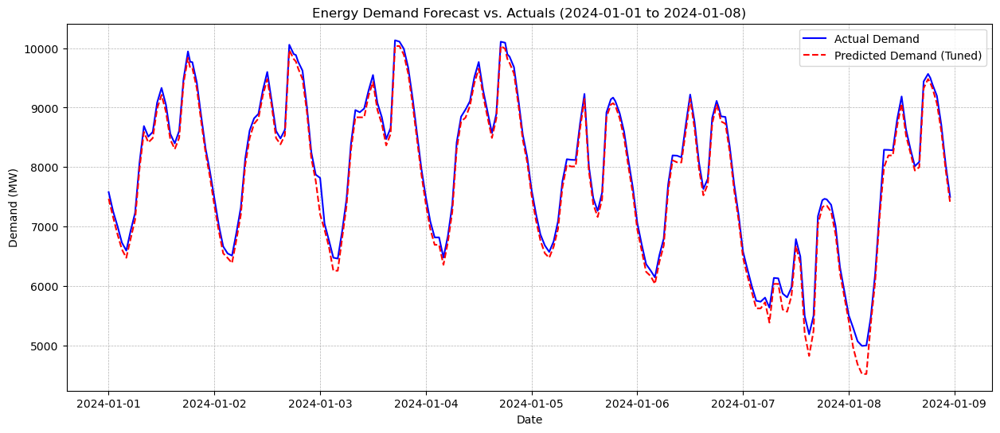 Energy Demand Forecast vs. Actuals (2024-01-01 to 2024-01-08)
Actual Demand
Predicted Demand (Tuned)
Demand (MW)
10000
9000
8000
7000
6000
5000
2024-01-01 2024-01-02 2024-01-03 2024-01-04 2024-01-05 2024-01-06 2024-01-07 2024-01-08 2024-01-09
Date